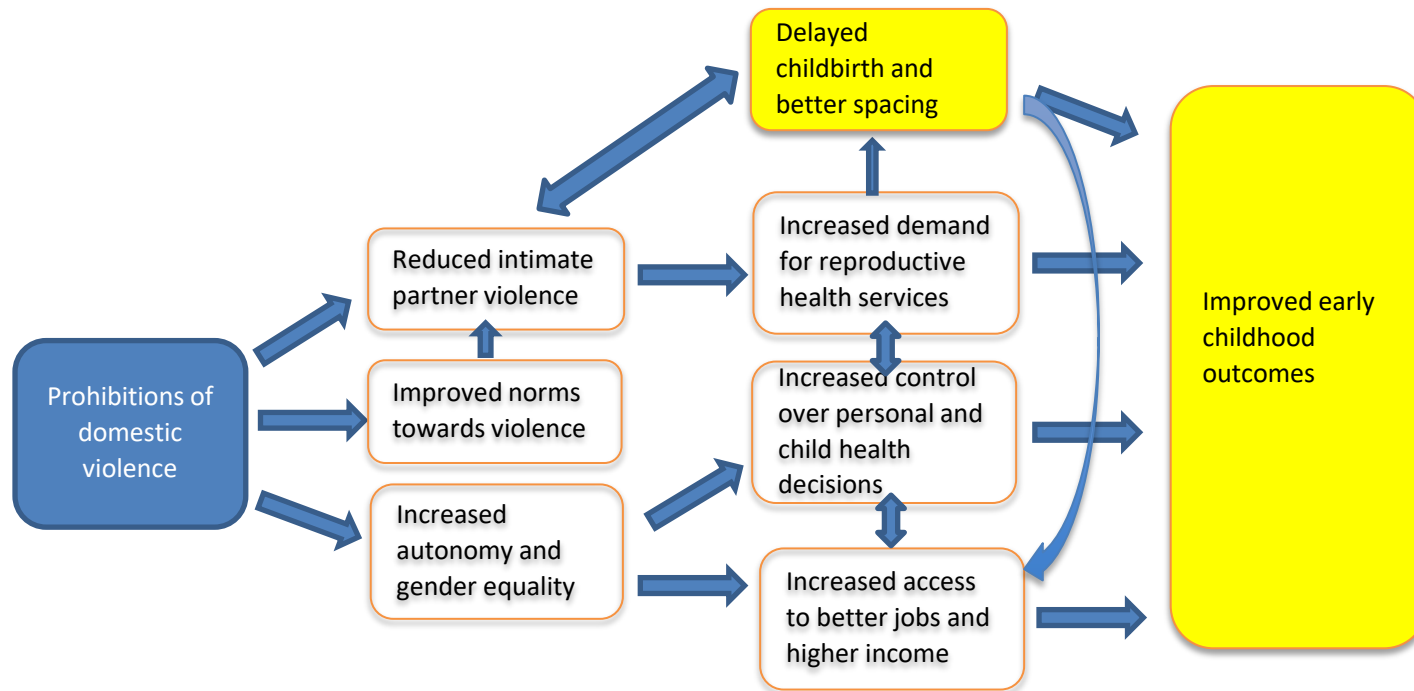 Prohibitions of
domestic
violence
Reduced intimate
partner violence
Improved norms
towards violence
Increased
autonomy and
gender equality
Delayed
childbirth and
better spacing
Increased demand
for reproductive
health services
Increased control
over personal and
child health
decisions
Increased access
to better jobs and
higher income
Improved early
childhood
outcomes